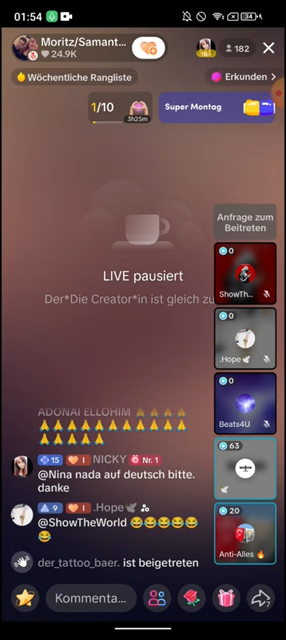 01:54
34
Moritz/Samant...
24.9K
182
Wöchentliche Rangliste
Erkunden >
1/10
3h25m
Super Montag
Anfrage zum
Beitreten
0
ShowTh...
0
.Hope🕊
0
Beats4U
63
🕊
20
Anti-Alles 🔥
LIVE pausiert
Der*Die Creator*in ist gleich zu
ADONAI ELLOHIM 🙏🙏🙏🙏
🙏🙏🙏🙏🙏🙏🙏🙏🙏🙏🙏
🙏🙏🙏🙏🙏
15 I NICKY Nr. 1
@Nina nada auf deutsch bitte.
danke
9 I .Hope🕊
@ShowTheWorld 😂😂😂😂😂
😂
der_tattoo_baer. ist beigetreten
Kommenta...
7